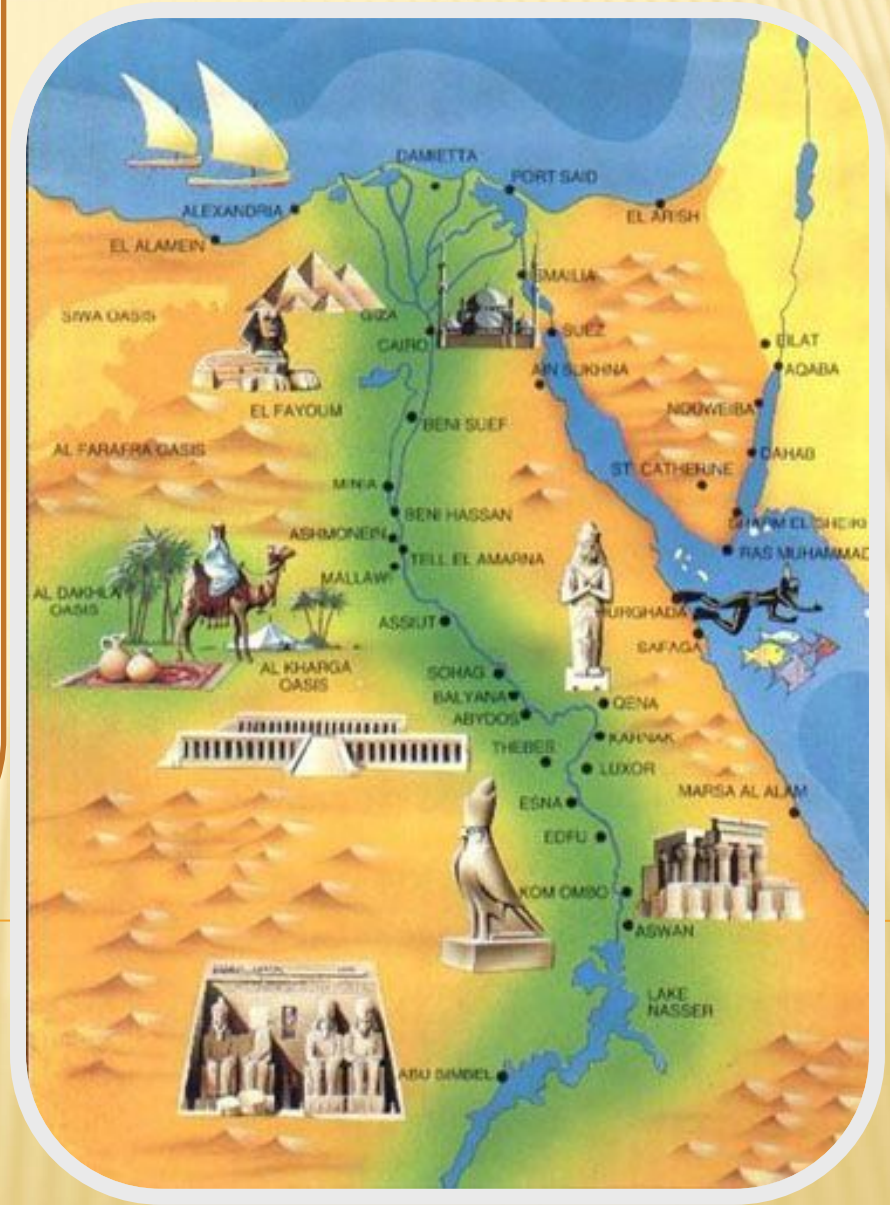 DAMIETTA
PORT SAID
ALEXANDRIA
EL ARISH
EL ALAMEIN
ISMAILIA
SIWA OASIS
GIZA
CAIRO
SUEZ
EILAT
AIN SUKHNA
AQABA
EL FAYOUM
NOUWEIBA
BENI SUEF
AL FARAFRA OASIS
DAHAB
ST. CATHERINE
MINIA
BENI HASSAN
SHARM EL SHEIKH
ASHMONEIN
RAS MUHAMMAD
TELL EL AMARNA
MALLAWI
AL DAKHLA
OASIS
HURGHADA
ASSIUT
SAFAGA
AL KHARGA
OASIS
SOHAG
BALYANA
QENA
ABYDOS
KARNAK
THEBES
LUXOR
MARSA AL ALAM
ESNA
EDFU
KOM OMBO
ASWAN
LAKE
NASSER
ABU SIMBEL